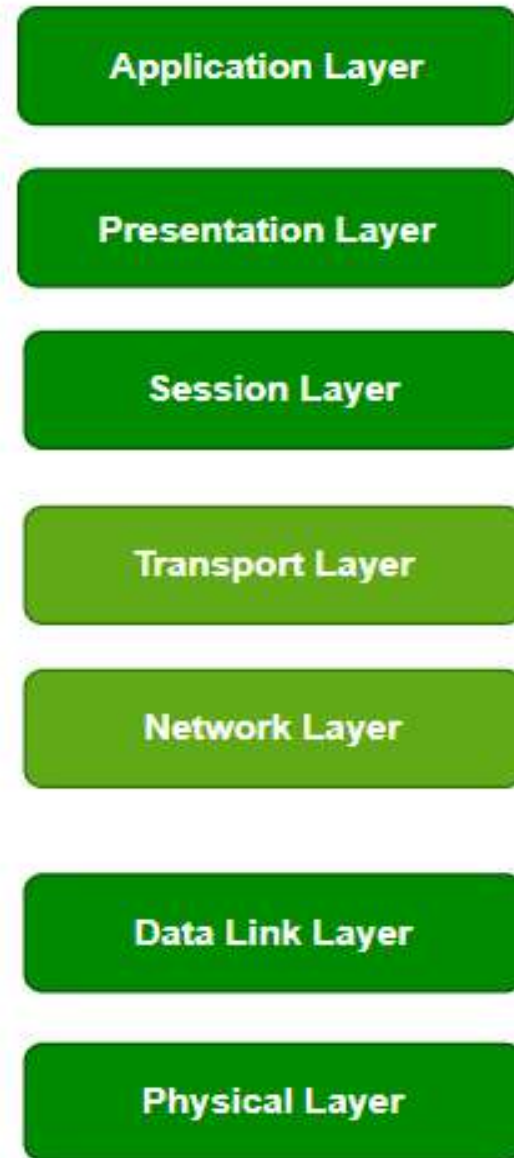 Application Layer
Presentation Layer
Session Layer
Transport Layer
Network Layer
Data Link Layer
Physical Layer